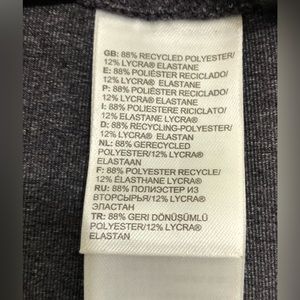 GB: 88% RECYCLED POLYESTER/
12% LYCRA® ELASTANE
E: 88% POLIÉSTER RECICLADO/
12% LYCRA® ELASTANE
P: 88% POLIÉSTER RECICLADO/
12% LYCRA® ELASTANE
I: 88% POLIESTERE RICICLATO/
12% ELASTANE LYCRA®
D: 88% RECYCLING-POLYESTER/
12% LYCRA® ELASTAN
NL: 88% GERECYCLED
POLYESTER/12% LYCRA®
ELASTAAN
F: 88% POLYESTER RECYCLE/
12% ÉLASTHANE LYCRA®
RU: 88% ПОЛИЭСТЕР ИЗ
ВТОРСЫРЬЯ/12% LYCRA®
ЭЛАСТАН
TR: 88% GERI DÖNÜŞÜMLÜ
POLYESTER/12% LYCRA®
ELASTAN